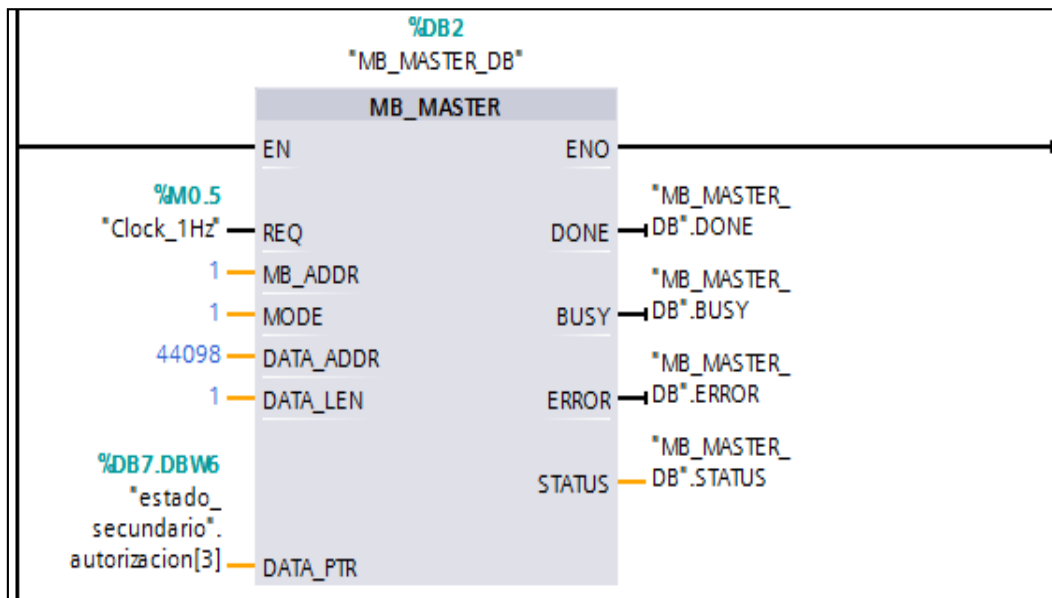 %DB2
"MB_MASTER_DB"
MB_MASTER
EN
ENO
%M0.5
"Clock_1Hz"
REQ
DONE
"MB_MASTER_
DB".DONE
1
MB_ADDR
1
MODE
BUSY
"MB_MASTER_
DB".BUSY
44098
DATA_ADDR
1
DATA_LEN
ERROR
"MB_MASTER_
DB".ERROR
STATUS
"MB_MASTER_
DB".STATUS
%DB7.DBW6
"estado_
secundario".
autorizacion[3]
DATA_PTR